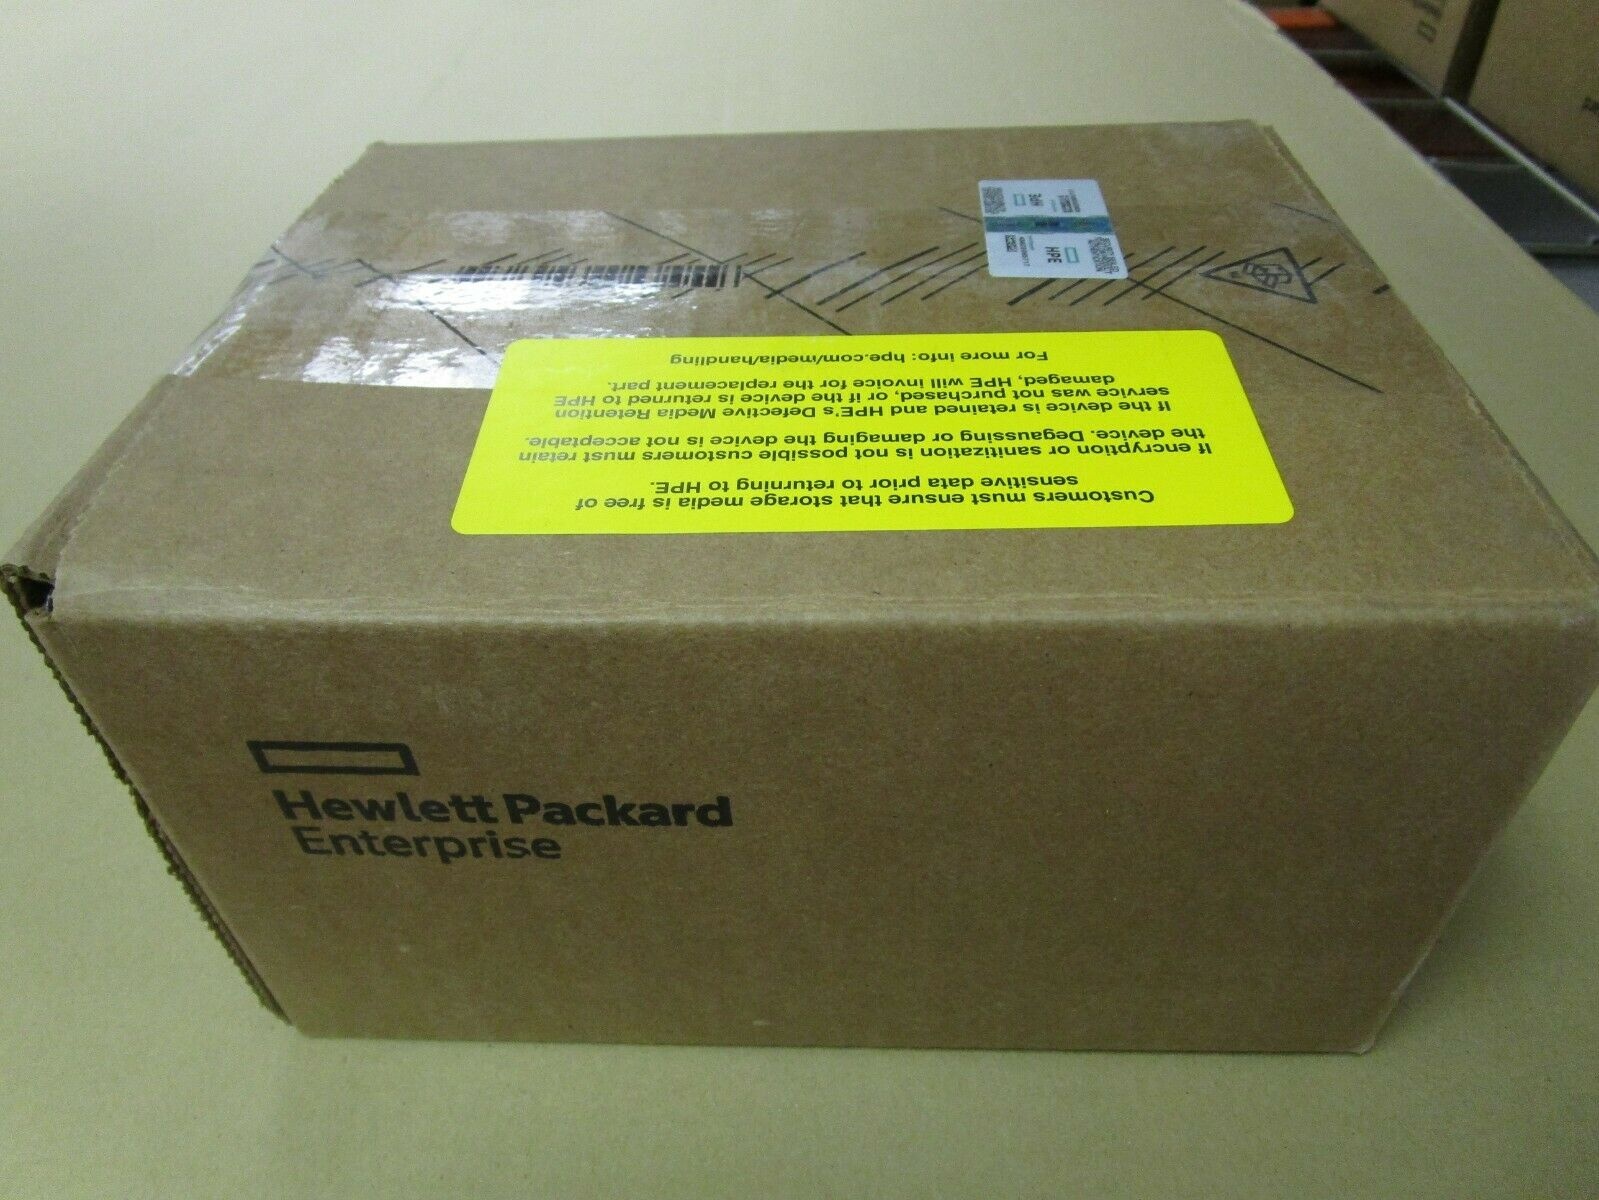 Customers must ensure that storage media is free of
sensitive data prior to returning to HPE.
If encryption or sanitization is not possible customers must retain
the device. Degaussing or damaging the device is not acceptable.
If the device is retained and HPE's Defective Media Retention
service was not purchased, or if the device is returned to HPE
damaged, HPE will invoice for the replacement part.
For more info: hpe.com/media/handling
HPE
HPE
Hewlett Packard
Enterprise